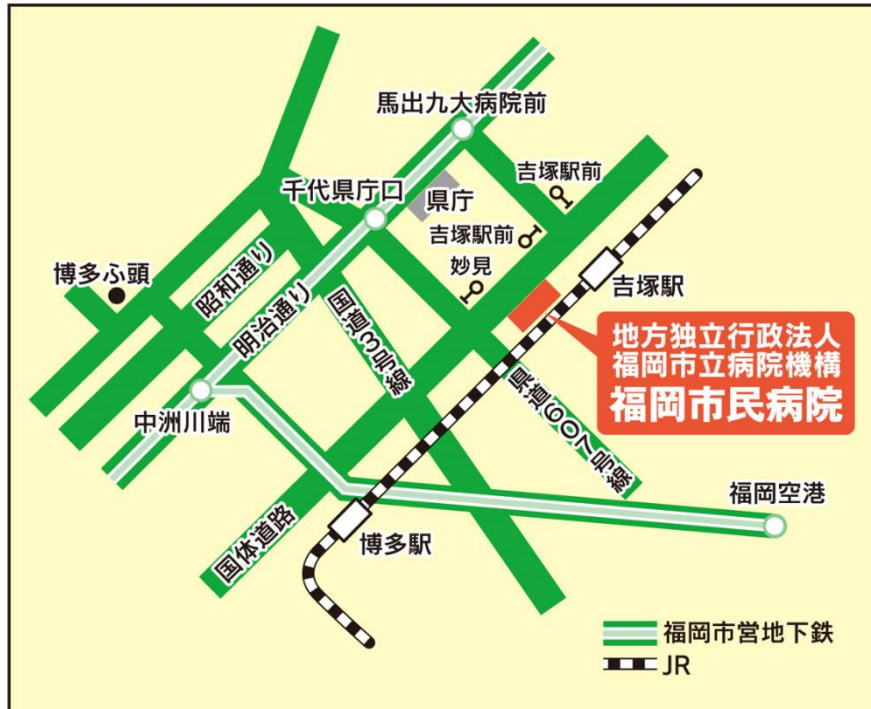 馬出九大病院前
吉塚駅前
千代県庁口
県庁
吉塚駅前
妙見
博多ふ頭
昭和通り
明治通り
国道3号線
吉塚駅
地方独立行政法人
福岡市立病院機構
福岡市民病院
中洲川端
県道607号線
福岡空港
国体道路
博多駅
福岡市営地下鉄
JR